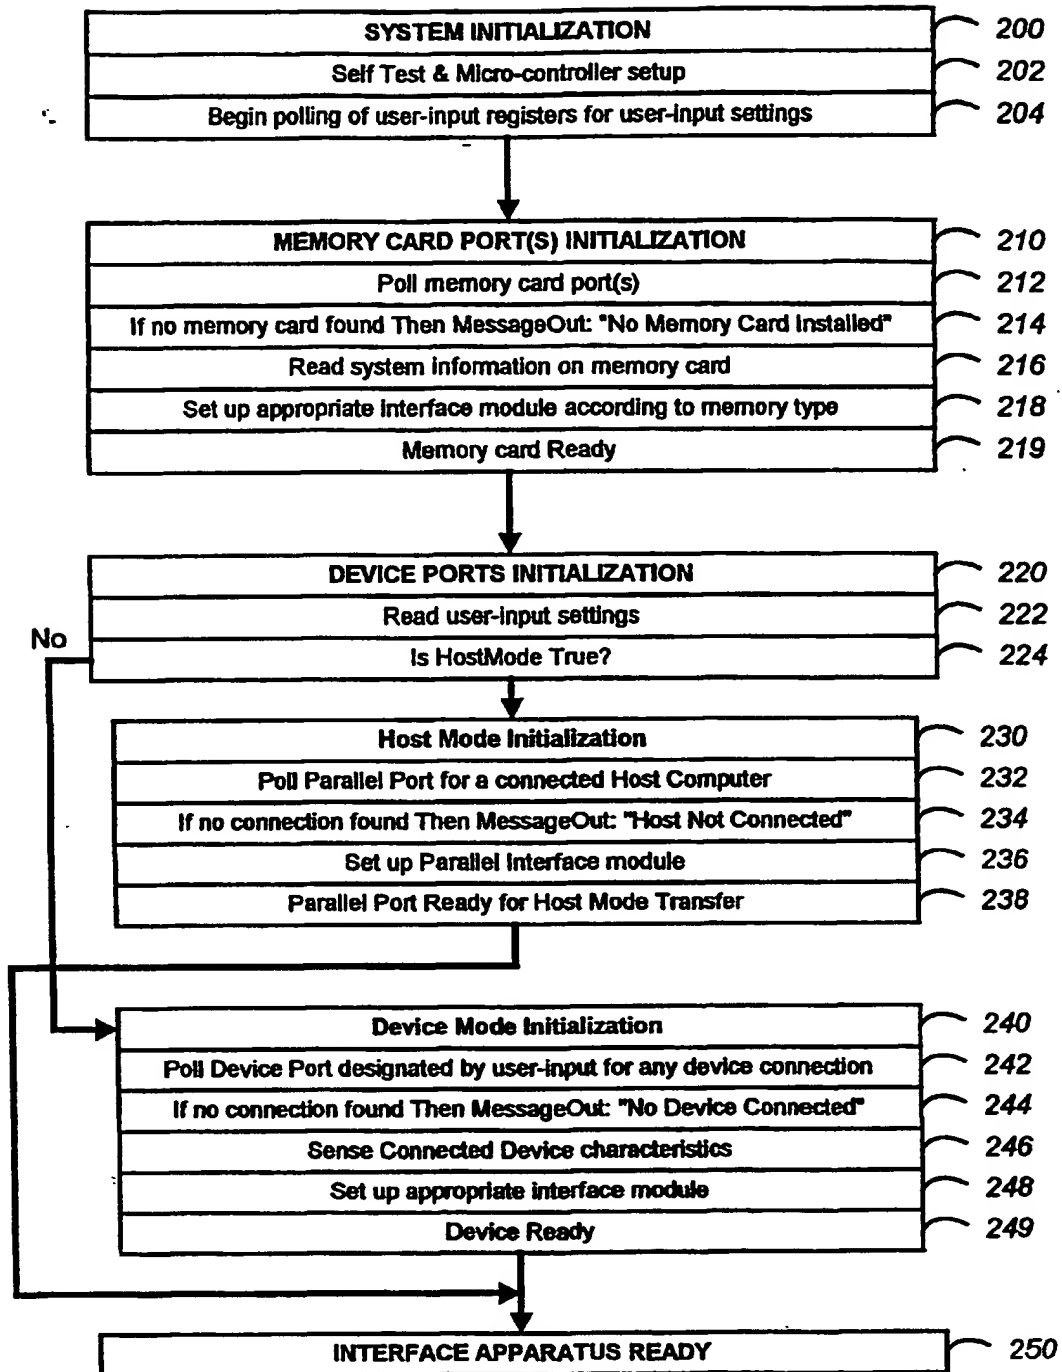 SYSTEM INITIALIZATION 200
Self Test & Micro-controller setup 202
Begin polling of user-input registers for user-input settings 204
MEMORY CARD PORT(S) INITIALIZATION 210
Poll memory card port(s) 212
If no memory card found Then MessageOut: "No Memory Card Installed" 214
Read system information on memory card 216
Set up appropriate interface module according to memory type 218
Memory card Ready 219
DEVICE PORTS INITIALIZATION 220
Read user-input settings 222
No
Is HostMode True? 224
Host Mode Initialization 230
Poll Parallel Port for a connected Host Computer 232
If no connection found Then MessageOut: "Host Not Connected" 234
Set up Parallel Interface module 236
Parallel Port Ready for Host Mode Transfer 238
Device Mode Initialization 240
Poll Device Port designated by user-input for any device connection 242
If no connection found Then MessageOut: "No Device Connected" 244
Sense Connected Device characteristics 246
Set up appropriate interface module 248
Device Ready 249
INTERFACE APPARATUS READY 250